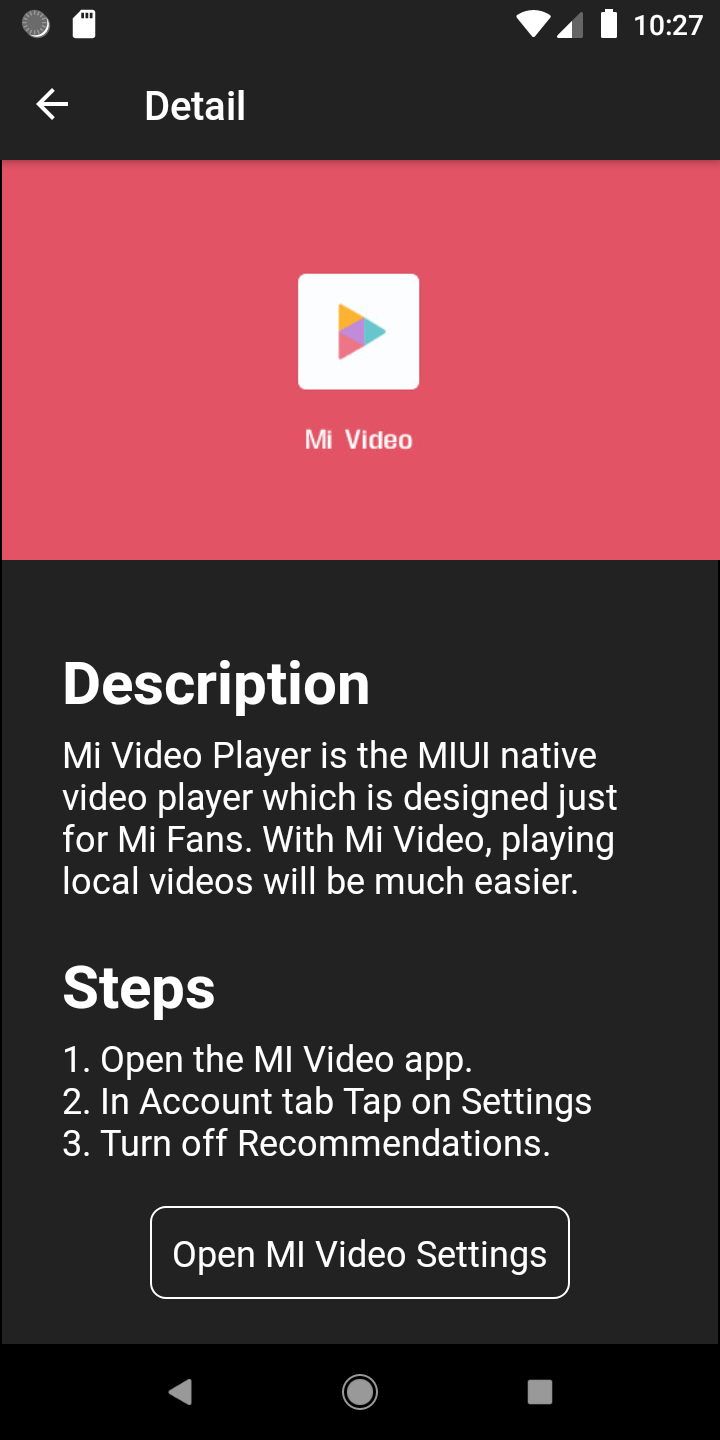 10:27
Detail
Mi Video
Description
Mi Video Player is the MIUI native
video player which is designed just
for Mi Fans. With Mi Video, playing
local videos will be much easier.
Steps
1. Open the MI Video app.
2. In Account tab Tap on Settings
3. Turn off Recommendations.
Open MI Video Settings